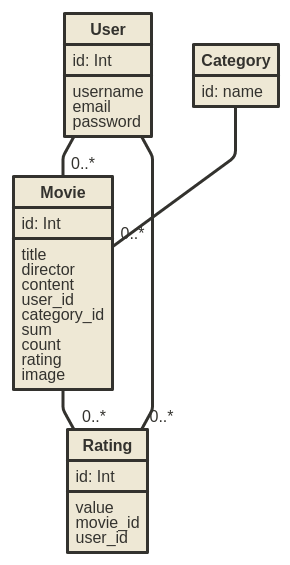 User
id: Int
username
email
password
Category
id: name
0..*
Movie
id: Int
title
director
content
user_id
category_id
sum
count
rating
image
0..*
0..*
0..*
Rating
id: Int
value
movie_id
user_id